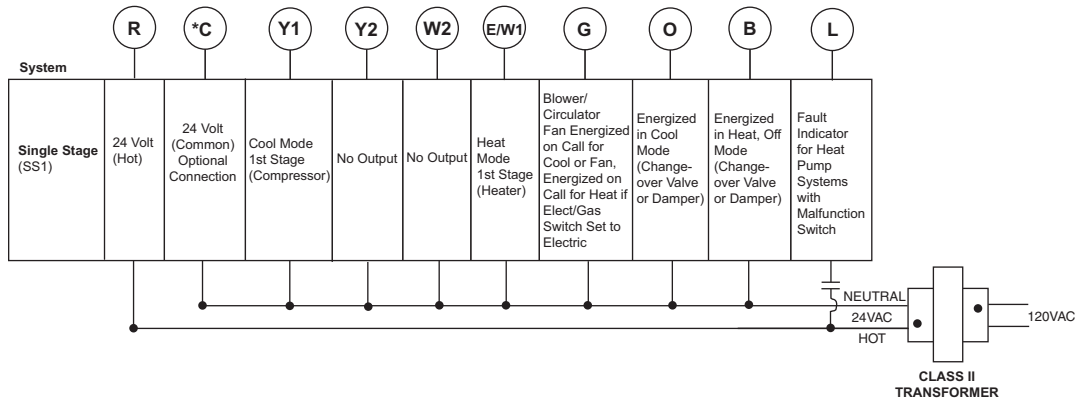 R
*C
Y1
Y2
W2
E/W1
G
O
B
L
System
Single Stage
(SS1)
24 Volt
(Hot)
24 Volt
(Common)
Optional
Connection
Cool Mode
1st Stage
(Compressor)
No Output
No Output
Heat
Mode
1st Stage
(Heater)
Blower/
Circulator
Fan Energized
on Call for
Cool or Fan,
Energized on
Call for Heat if
Elect/Gas
Switch Set to
Electric
Energized
in Cool
Mode
(Change-
over Valve
or Damper)
Energized
in Heat, Off
Mode
(Change-
over Valve
or Damper)
Fault
Indicator
for Heat
Pump
Systems
with
Malfunction
Switch
NEUTRAL
24VAC
HOT
120VAC
CLASS II
TRANSFORMER